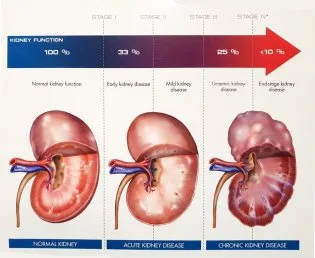 STAGE I STAGE II STAGE III STAGE IV*
KIDNEY FUNCTION
100 % 33 % 25 % <10 %
Normal kidney function Early kidney disease Mild kidney disease Uraemic kidney disease End-stage kidney disease
NORMAL KIDNEY ACUTE KIDNEY DISEASE CHRONIC KIDNEY DISEASE